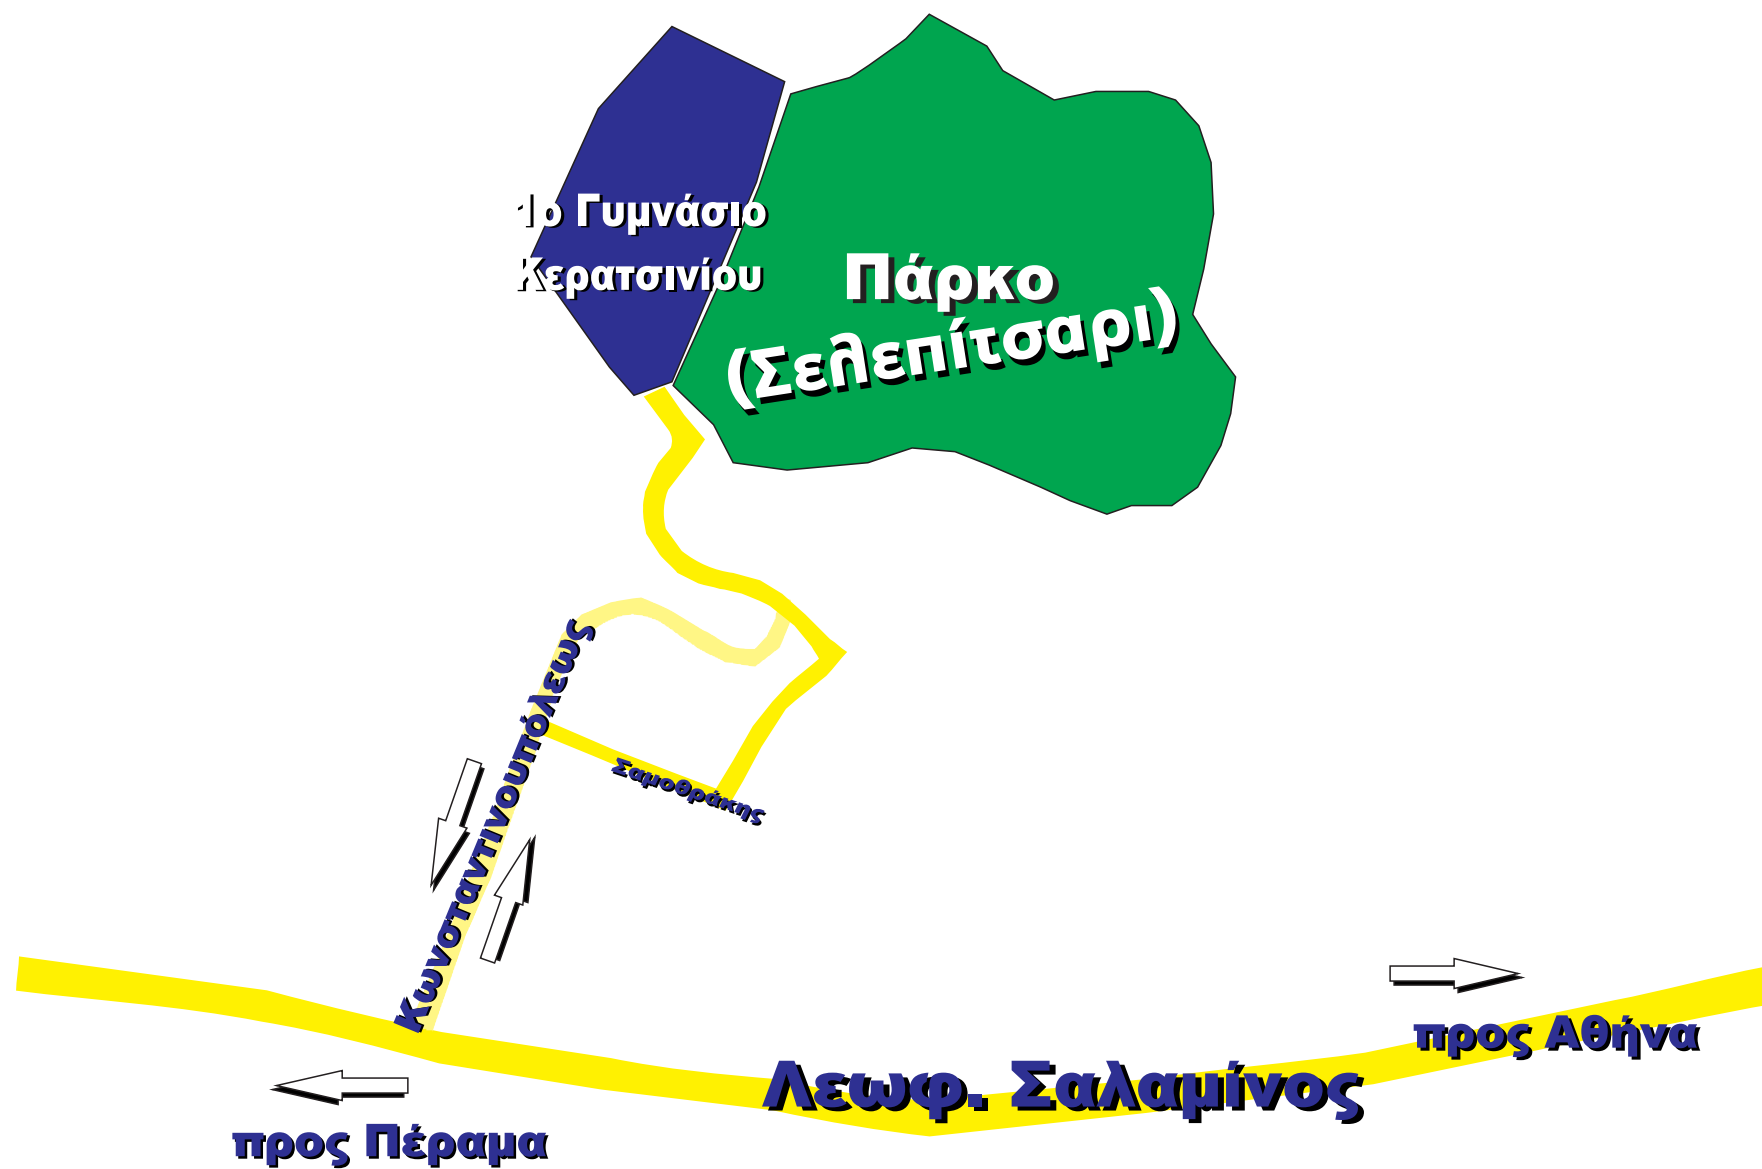 1ο Γυμνάσιο
Κερατσινίου
Πάρκο
(Σελεπίτσαρι)
Κωνσταντινουπόλεως
Σαμοθράκης
προς Αθήνα
Λεωφ. Σαλαμίνος
προς Πέραμα